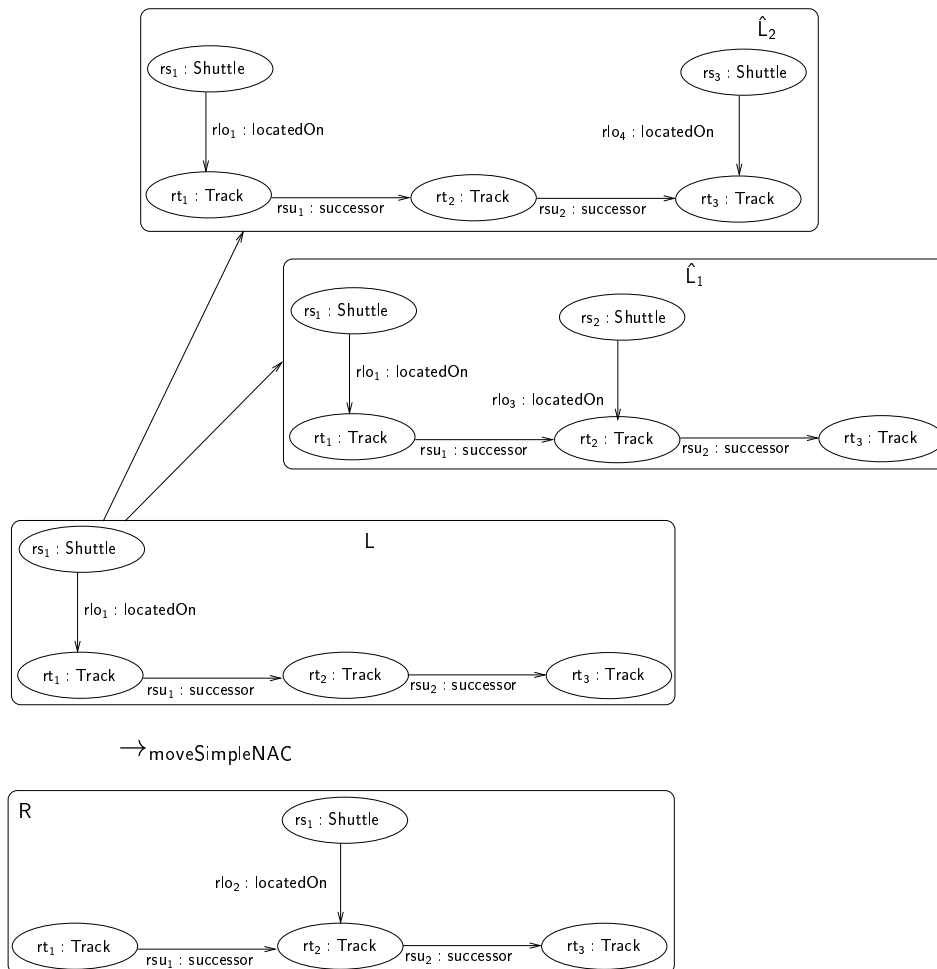 L̂₂
rs₁ : Shuttle
rs₃ : Shuttle
rlo₁ : locatedOn
rlo₄ : locatedOn
rt₁ : Track
rsu₁ : successor
rt₂ : Track
rsu₂ : successor
rt₃ : Track
L̂₁
rs₁ : Shuttle
rs₂ : Shuttle
rlo₁ : locatedOn
rlo₃ : locatedOn
rt₁ : Track
rsu₁ : successor
rt₂ : Track
rsu₂ : successor
rt₃ : Track
L
rs₁ : Shuttle
rlo₁ : locatedOn
rt₁ : Track
rsu₁ : successor
rt₂ : Track
rsu₂ : successor
rt₃ : Track
→moveSimpleNAC
R
rs₁ : Shuttle
rlo₂ : locatedOn
rt₁ : Track
rsu₁ : successor
rt₂ : Track
rsu₂ : successor
rt₃ : Track